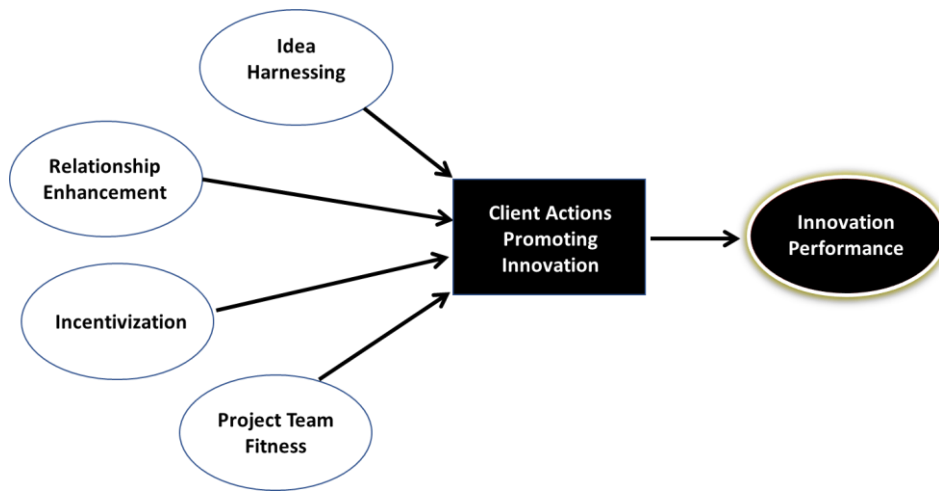 Idea
Harnessing
Relationship
Enhancement
Client Actions
Promoting
Innovation
Innovation
Performance
Incentivization
Project Team
Fitness